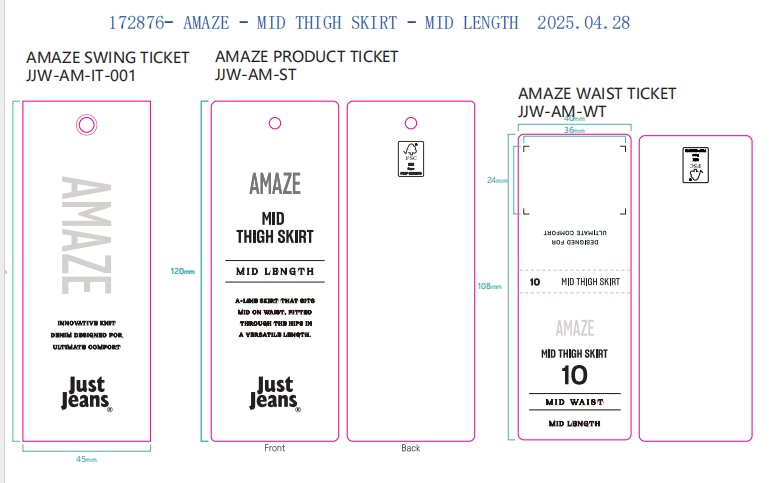 172876- AMAZE - MID THIGH SKIRT - MID LENGTH 2025.04.28
AMAZE SWING TICKET
JJW-AM-IT-001
AMAZE
INNOVATIVE KNIT
DENIM DESIGNED FOR
ULTIMATE COMFORT
Just
Jeans®
45mm
AMAZE PRODUCT TICKET
JJW-AM-ST
120mm
AMAZE
MID
THIGH SKIRT
MID LENGTH
A-LINE SKIRT THAT SITS
MID ON WAIST, FITTED
THROUGH THE HIPS IN
A VERSATILE LENGTH.
Just
Jeans®
Front
FSC
Back
AMAZE WAIST TICKET
JJW-AM-WT
36mm
24mm
108mm
DESIGNED FOR
ULTIMATE COMFORT
10 MID THIGH SKIRT
AMAZE
MID THIGH SKIRT
10
MID WAIST
MID LENGTH
FSC